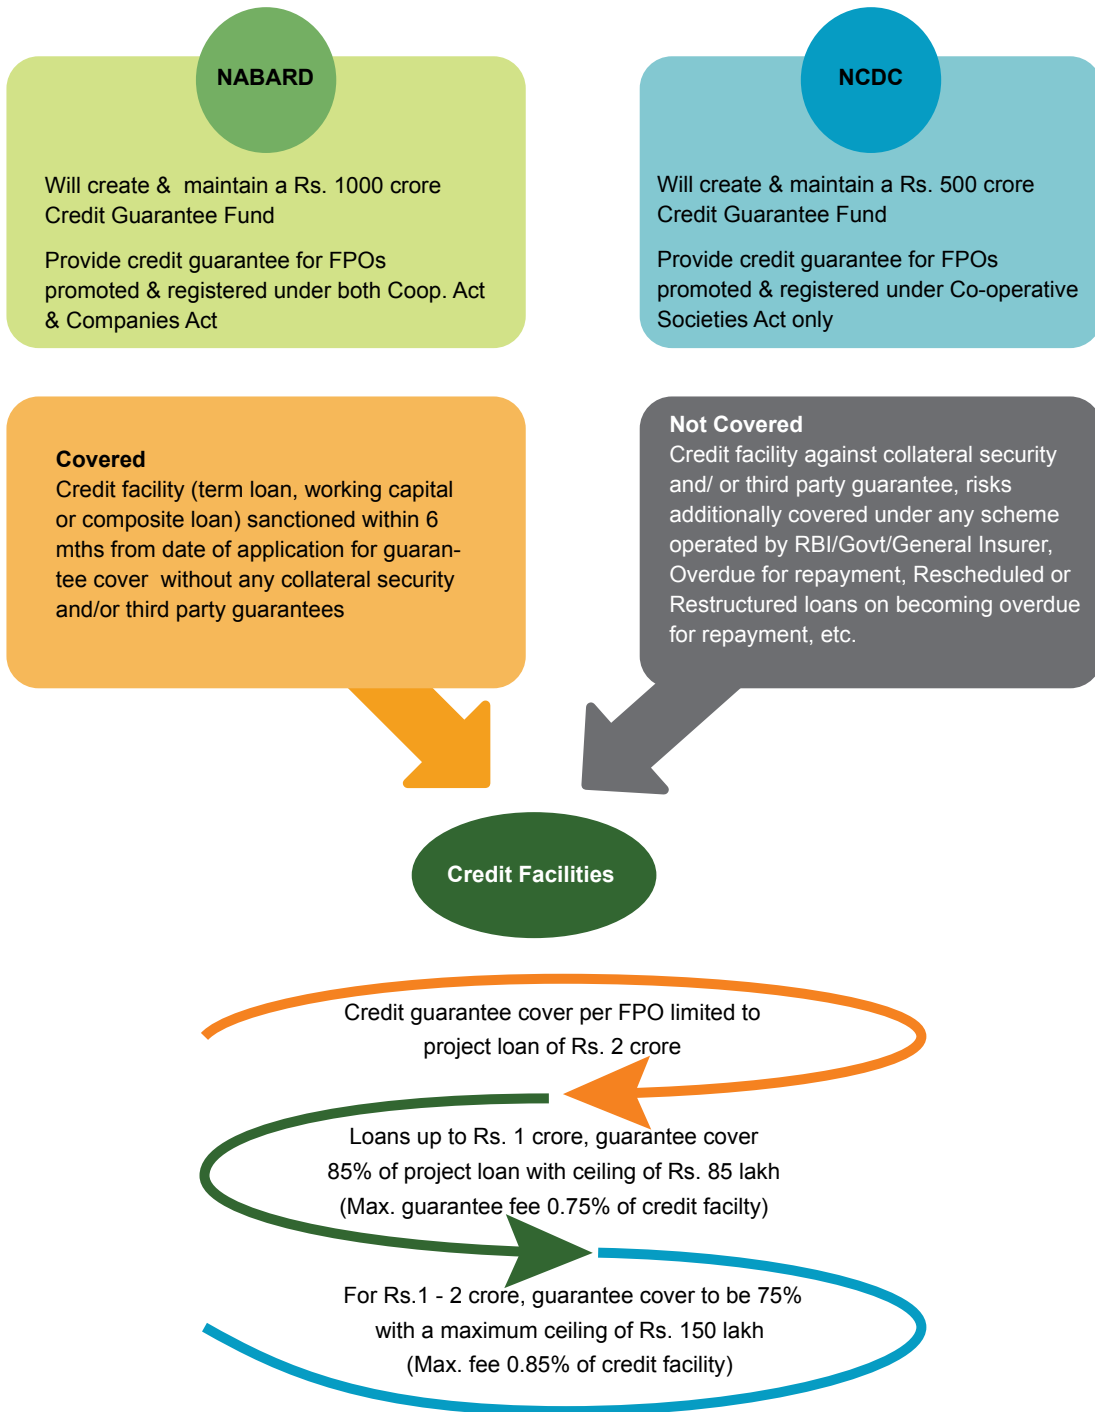 NABARD
Will create & maintain a Rs. 1000 crore
Credit Guarantee Fund
Provide credit guarantee for FPOs
promoted & registered under both Coop. Act
& Companies Act
NCDC
Will create & maintain a Rs. 500 crore
Credit Guarantee Fund
Provide credit guarantee for FPOs
promoted & registered under Co-operative
Societies Act only
Covered
Credit facility (term loan, working capital
or composite loan) sanctioned within 6
mths from date of application for guaran-
tee cover without any collateral security
and/or third party guarantees
Not Covered
Credit facility against collateral security
and/ or third party guarantee, risks
additionally covered under any scheme
operated by RBI/Govt/General Insurer,
Overdue for repayment, Rescheduled or
Restructured loans on becoming overdue
for repayment, etc.
Credit Facilities
Credit guarantee cover per FPO limited to
project loan of Rs. 2 crore
Loans up to Rs. 1 crore, guarantee cover
85% of project loan with ceiling of Rs. 85 lakh
(Max. guarantee fee 0.75% of credit facilty)
For Rs.1 - 2 crore, guarantee cover to be 75%
with a maximum ceiling of Rs. 150 lakh
(Max. fee 0.85% of credit facility)